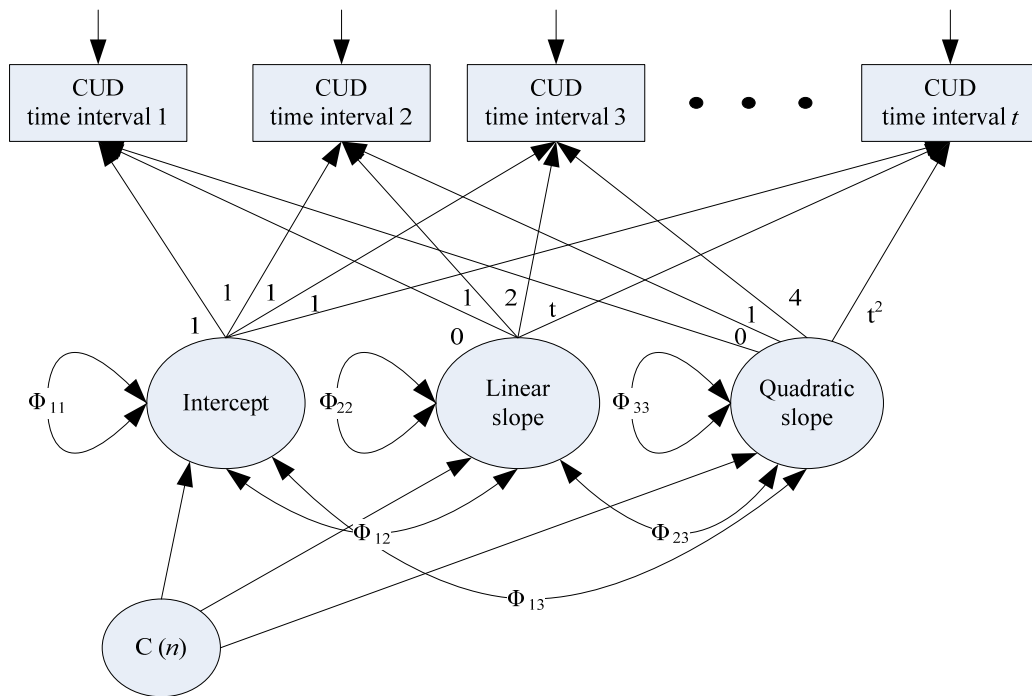 CUD
time interval 1
CUD
time interval 2
CUD
time interval 3
CUD
time interval t
1
1
1
1
0
1
2
t
0
1
4
t²
Φ11
Intercept
Φ22
Linear
slope
Φ33
Quadratic
slope
Φ12
Φ23
Φ13
C (n)